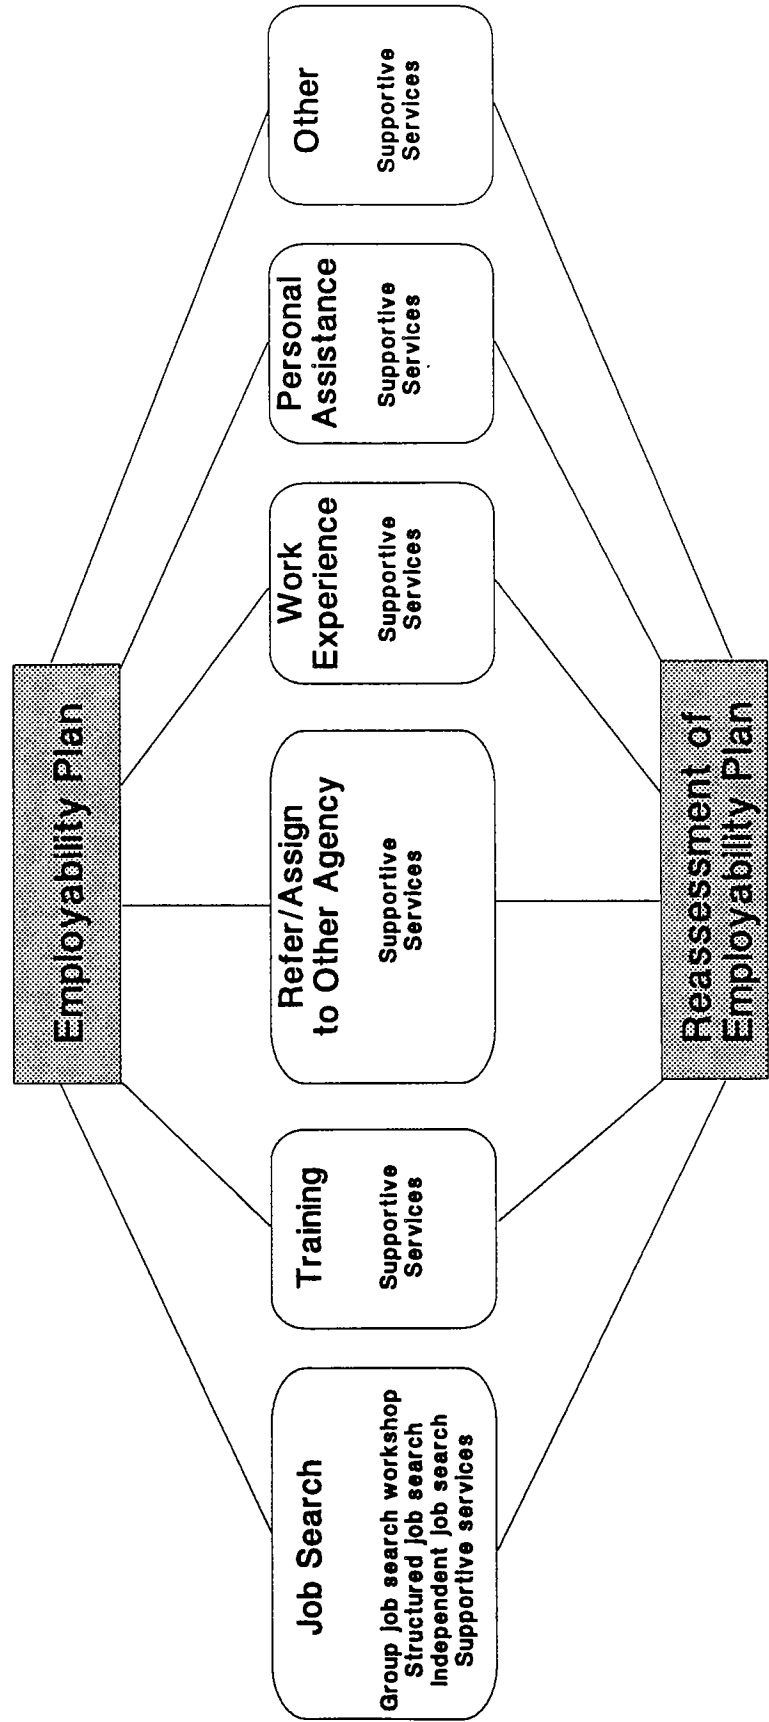 Employability Plan
Job Search
Group job search workshop
Structured job search
Independent job search
Supportive services
Training
Supportive
Services
Refer/Assign
to Other Agency
Supportive
Services
Work
Experience
Supportive
Services
Personal
Assistance
Supportive
Services
Other
Supportive
Services
Reassessment of
Employability Plan